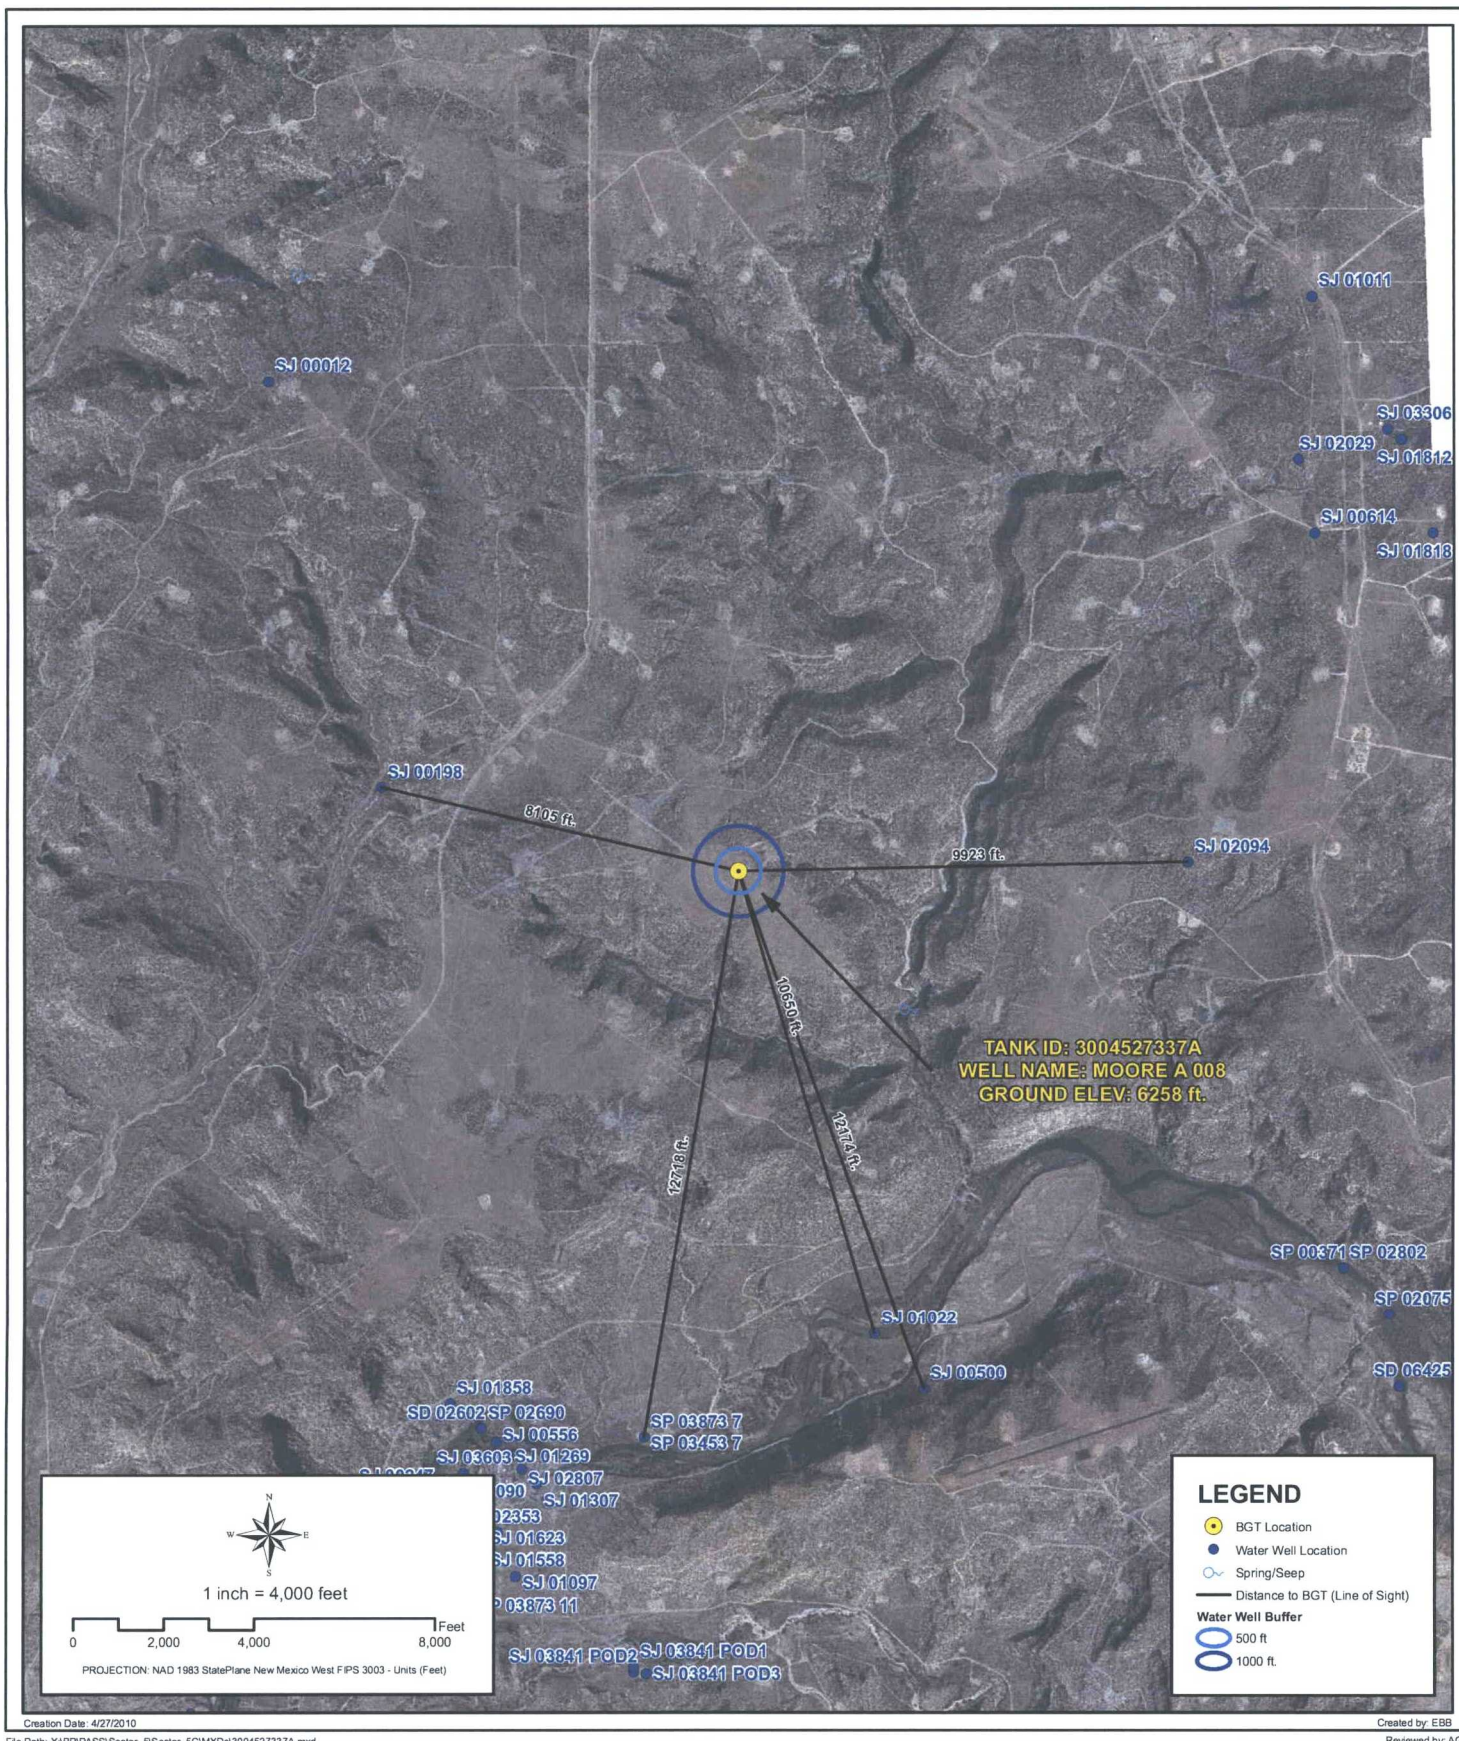 SJ 01011
SJ 00012
SJ 03306
SJ 02029
SJ 01812
SJ 00614
SJ 01818
SJ 00198
8105 ft.
SJ 02094
9923 ft.
10650 ft.
TANK ID: 3004527337A
WELL NAME: MOORE A 008
GROUND ELEV: 6258 ft.
12174 ft.
12718 ft.
SP 00371 SP 02802
SP 02075
SJ 01022
SJ 00500
SD 06425
SJ 01858
SD 02602 SP 02690
SJ 00556
SP 03873 7
SP 03453 7
SJ 03603 SJ 01269
SJ 02807
090 SJ 01307
02353
SJ 01623
SJ 01558
SJ 01097
03873 11
SJ 03841 POD2 SJ 03841 POD1
SJ 03841 POD3
N
W E
S
1 inch = 4,000 feet
Feet
0 2,000 4,000 8,000
PROJECTION: NAD 1983 StatePlane New Mexico West FIPS 3003 - Units (Feet)
LEGEND
BGT Location
Water Well Location
Spring/Seep
Distance to BGT (Line of Sight)
Water Well Buffer
500 ft
1000 ft.
Creation Date: 4/27/2010
Created by: EBB